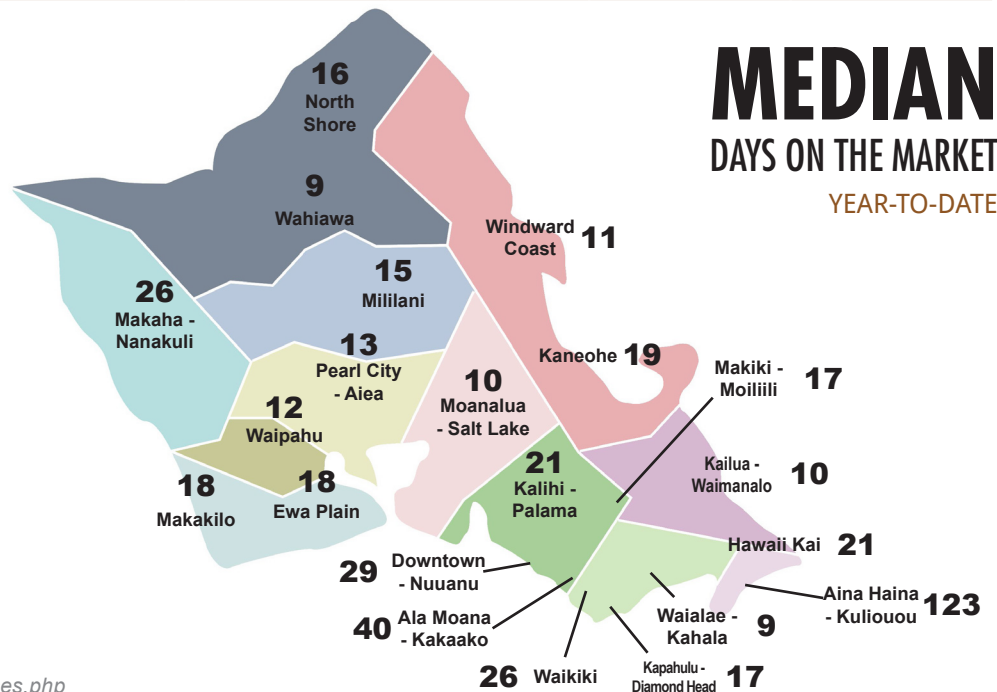 MEDIAN
DAYS ON THE MARKET
YEAR-TO-DATE
16
North
Shore
9
Wahiawa
Windward
Coast 11
15
Mililani
26
Makaha -
Nanakuli
13
Pearl City
- Aiea
Kaneohe 19
Makiki -
Moiliili 17
10
Moanalua
- Salt Lake
12
Waipahu
21
Kalihi -
Palama
Kailua -
Waimanalo 10
18
Makakilo
18
Ewa Plain
Hawaii Kai 21
29 Downtown
- Nuuanu
Aina Haina
- Kuliouou 123
40 Ala Moana
- Kakaako
Waialae -
Kahala 9
26 Waikiki
Kapahulu -
Diamond Head 17
es.php